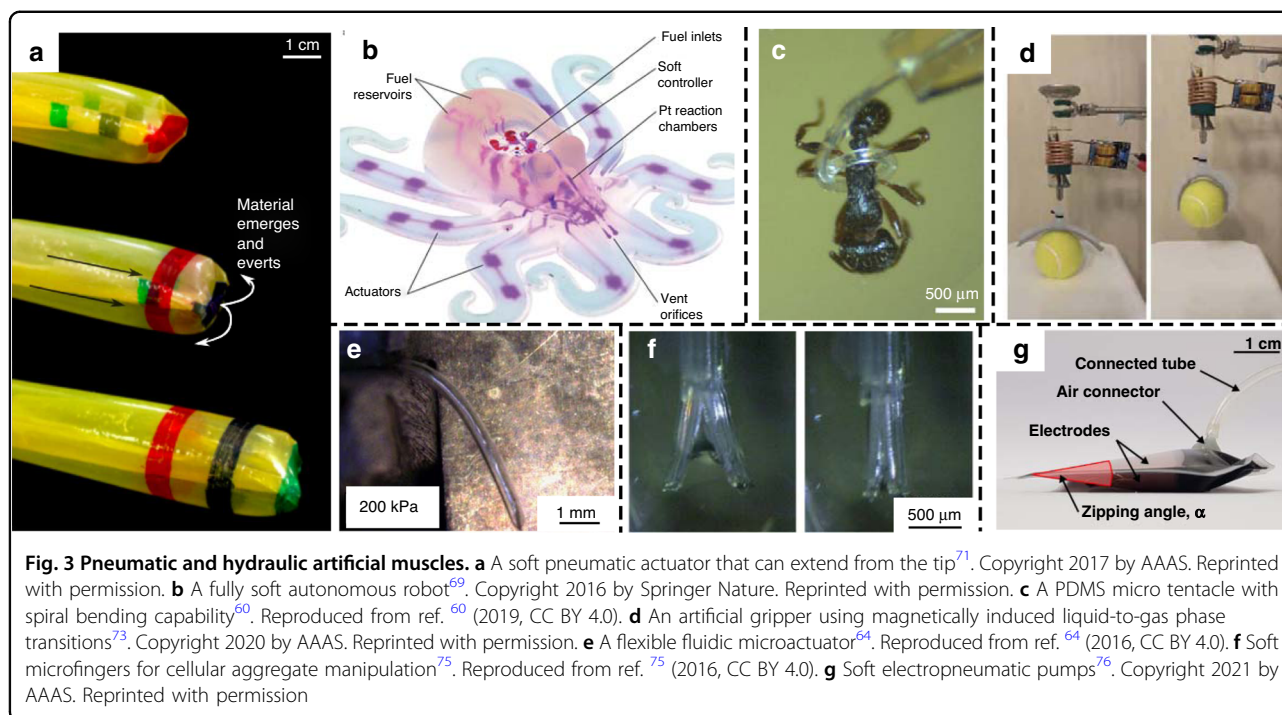 a
1 cm
Material
emerges
and
everts
b
Fuel inlets
Soft
controller
Pt reaction
chambers
Fuel
reservoirs
Actuators
Vent
orifices
c
500 μm
d
e
200 kPa
1 mm
f
500 μm
g
1 cm
Connected tube
Air connector
Electrodes
Zipping angle, α
Fig. 3 Pneumatic and hydraulic artificial muscles. a A soft pneumatic actuator that can extend from the tip71. Copyright 2017 by AAAS. Reprinted
with permission. b A fully soft autonomous robot69. Copyright 2016 by Springer Nature. Reprinted with permission. c A PDMS micro tentacle with
spiral bending capability60. Reproduced from ref. 60 (2019, CC BY 4.0). d An artificial gripper using magnetically induced liquid-to-gas phase
transitions73. Copyright 2020 by AAAS. Reprinted with permission. e A flexible fluidic microactuator64. Reproduced from ref. 64 (2016, CC BY 4.0). f Soft
microfingers for cellular aggregate manipulation75. Reproduced from ref. 75 (2016, CC BY 4.0). g Soft electropneumatic pumps76. Copyright 2021 by
AAAS. Reprinted with permission